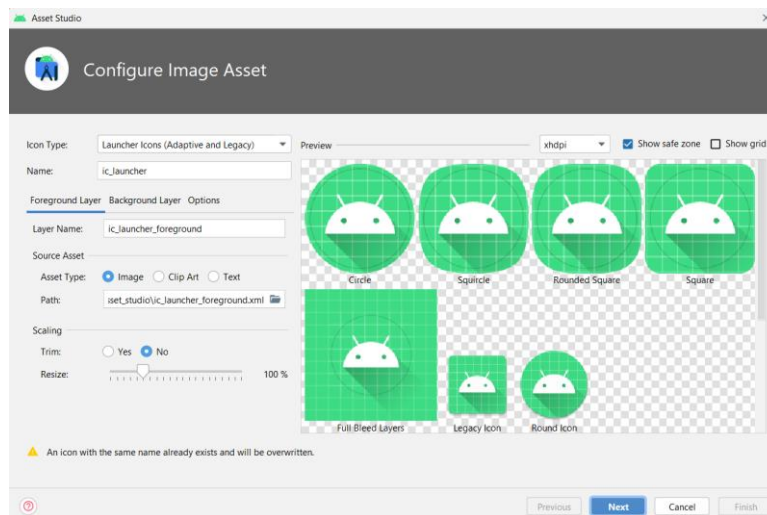 Asset Studio
Configure Image Asset
Icon Type: Launcher Icons (Adaptive and Legacy)
Name: ic_launcher
Foreground Layer Background Layer Options
Layer Name: ic_launcher_foreground
Source Asset
Asset Type: Image Clip Art Text
Path: set_studio\ic_launcher_foreground.xml
Scaling
Trim: Yes No
Resize: 100 %
Preview xhdpi Show safe zone Show grid
Circle Squircle Rounded Square Square
Full Bleed Layers Legacy Icon Round Icon
An icon with the same name already exists and will be overwritten.
? Previous Next Cancel Finish